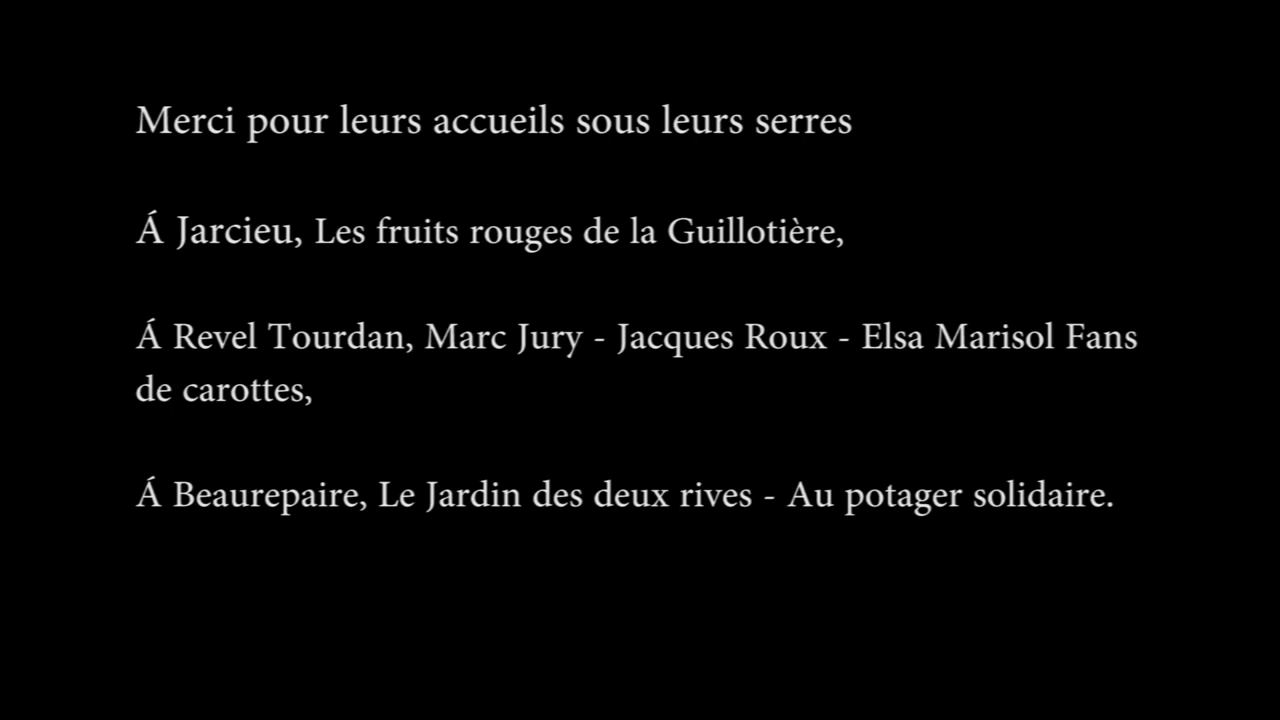 Merci pour leurs accueils sous leurs serres
Á Jarcieu, Les fruits rouges de la Guillotière,
Á Revel Tourdan, Marc Jury - Jacques Roux - Elsa Marisol Fans
de carottes,
Á Beaurepaire, Le Jardin des deux rives - Au potager solidaire.